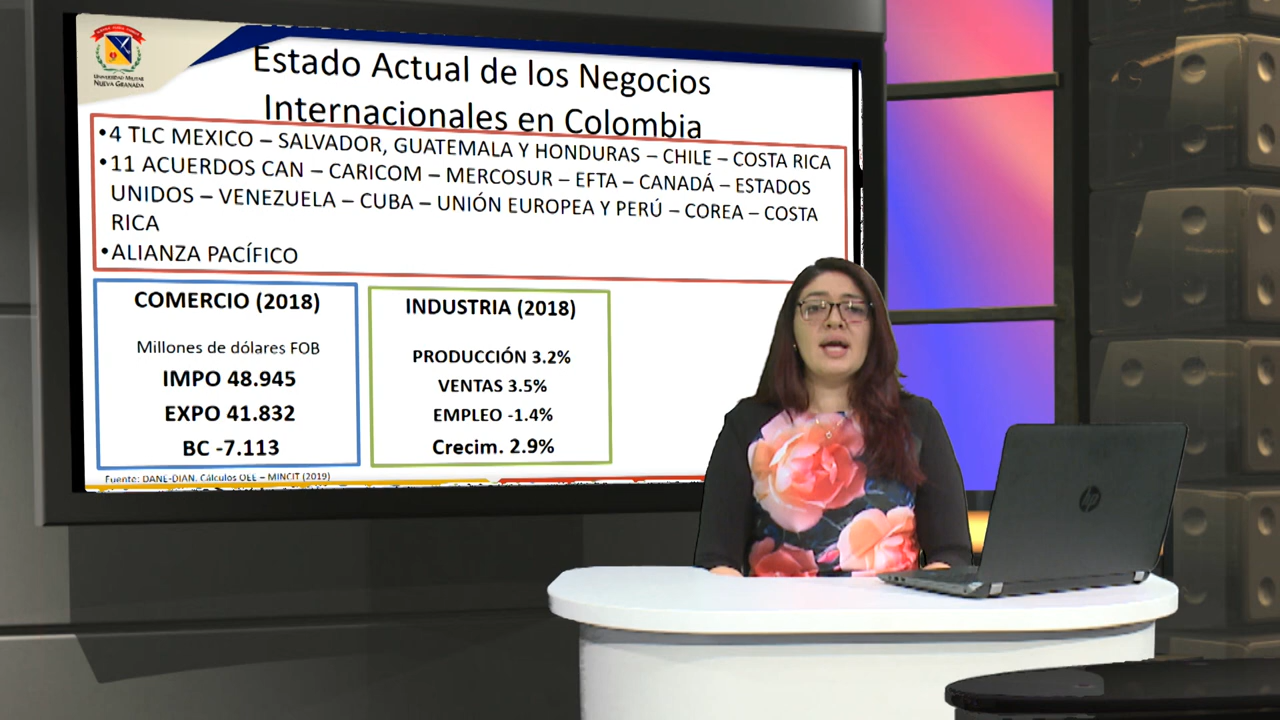 UNIVERSIDAD MILITAR
NUEVA GRANADA
Estado Actual de los Negocios
Internacionales en Colombia
•4 TLC MEXICO – SALVADOR, GUATEMALA Y HONDURAS – CHILE – COSTA RICA
•11 ACUERDOS CAN – CARICOM – MERCOSUR – EFTA – CANADÁ – ESTADOS
UNIDOS – VENEZUELA – CUBA – UNIÓN EUROPEA Y PERÚ – COREA – COSTA
RICA
•ALIANZA PACÍFICO
COMERCIO (2018)
Millones de dólares FOB
IMPO 48.945
EXPO 41.832
BC -7.113
INDUSTRIA (2018)
PRODUCCIÓN 3.2%
VENTAS 3.5%
EMPLEO -1.4%
Crecim. 2.9%
Fuente: DANE-DIAN. Cálculos OEE – MINCIT (2019)
hp